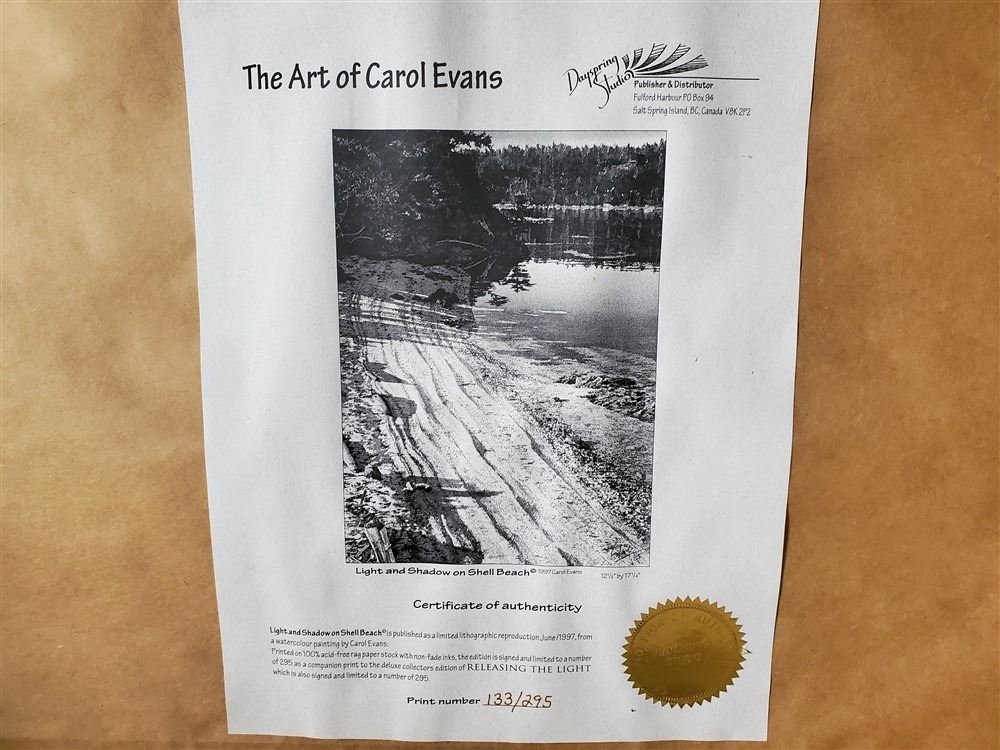 The Art of Carol Evans
Dayspring
Studio
Publisher & Distributor
Fulford Harbour PO Box 94
Salt Spring Island, BC, Canada V8K 2P2
Light and Shadow on Shell Beach© 1997 Carol Evans
12½" by 17¼"
Certificate of authenticity
Light and Shadow on Shell Beach© is published as a limited lithographic reproduction June/1997, from
a watercolour painting by Carol Evans.
Printed on 100% acid-free rag paper stock with non-fade inks, the edition is signed and limited to a number
of 295 as a companion print to the deluxe collectors edition of RELEASING THE LIGHT
which is also signed and limited to a number of 295.
Print number 133/295